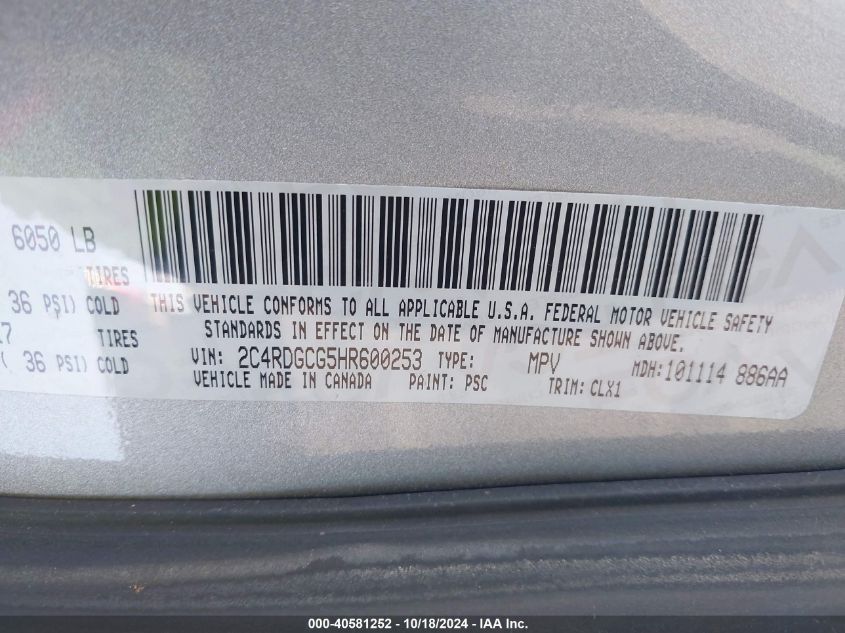 6050 LB
TIRES
36 PSI) COLD
THIS VEHICLE CONFORMS TO ALL APPLICABLE U.S.A. FEDERAL MOTOR VEHICLE SAFETY
7 TIRES
STANDARDS IN EFFECT ON THE DATE OF MANUFACTURE SHOWN ABOVE.
( 36 PSI) COLD
VIN: 2C4RDGCG5HR600253 TYPE: MPV MDH:101114 886AA
VEHICLE MADE IN CANADA PAINT: PSC TRIM: CLX1
000-40581252 - 10/18/2024 - IAA Inc.